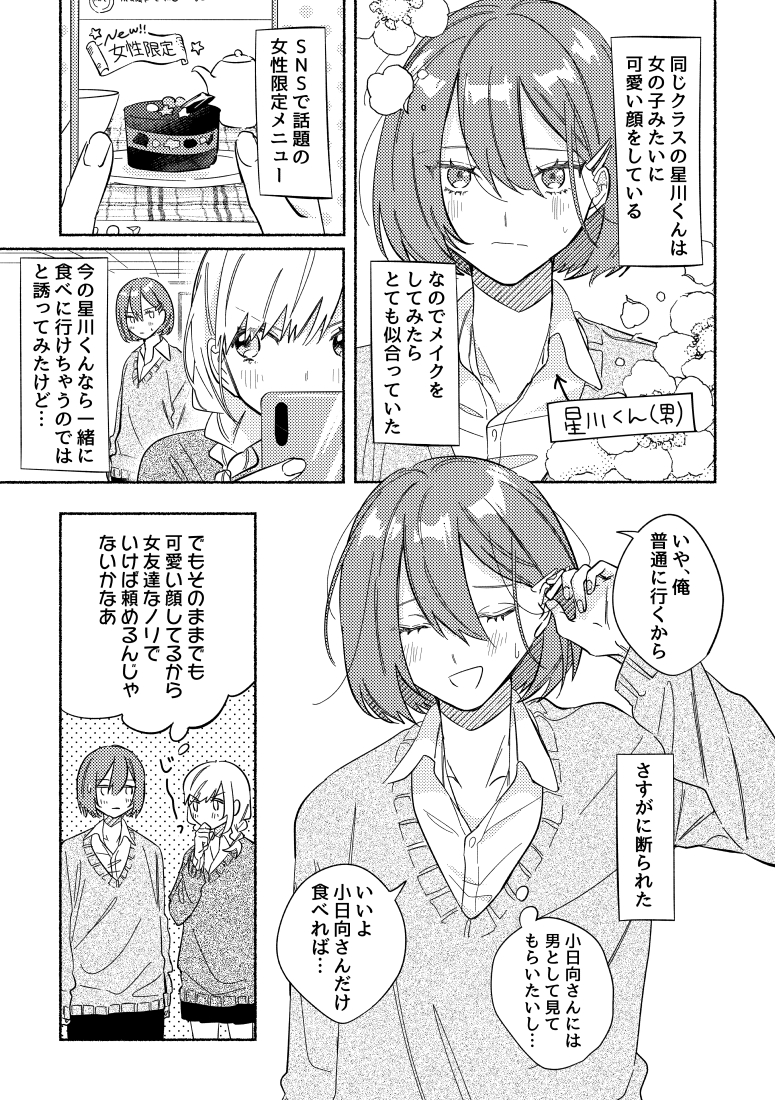 同じクラスの星川くんは
女の子みたいに
可愛い顔をしている
なのでメイクを
してみたら
とても似合っていた
星川くん(男)
New!!
女性限定
SNSで話題の
女性限定メニュー
今の星川くんなら一緒に
食べに行けちゃうのでは
と誘ってみたけど…
いや、俺
普通に行くから
さすがに断られた
小日向さんには
男として見て
もらいたいし…
いいよ
小日向さんだけ
食べれば…
でもそのままでも
可愛い顔してるから
女友達なノリで
いけば頼めるんじゃ
ないかなあ
じーっ